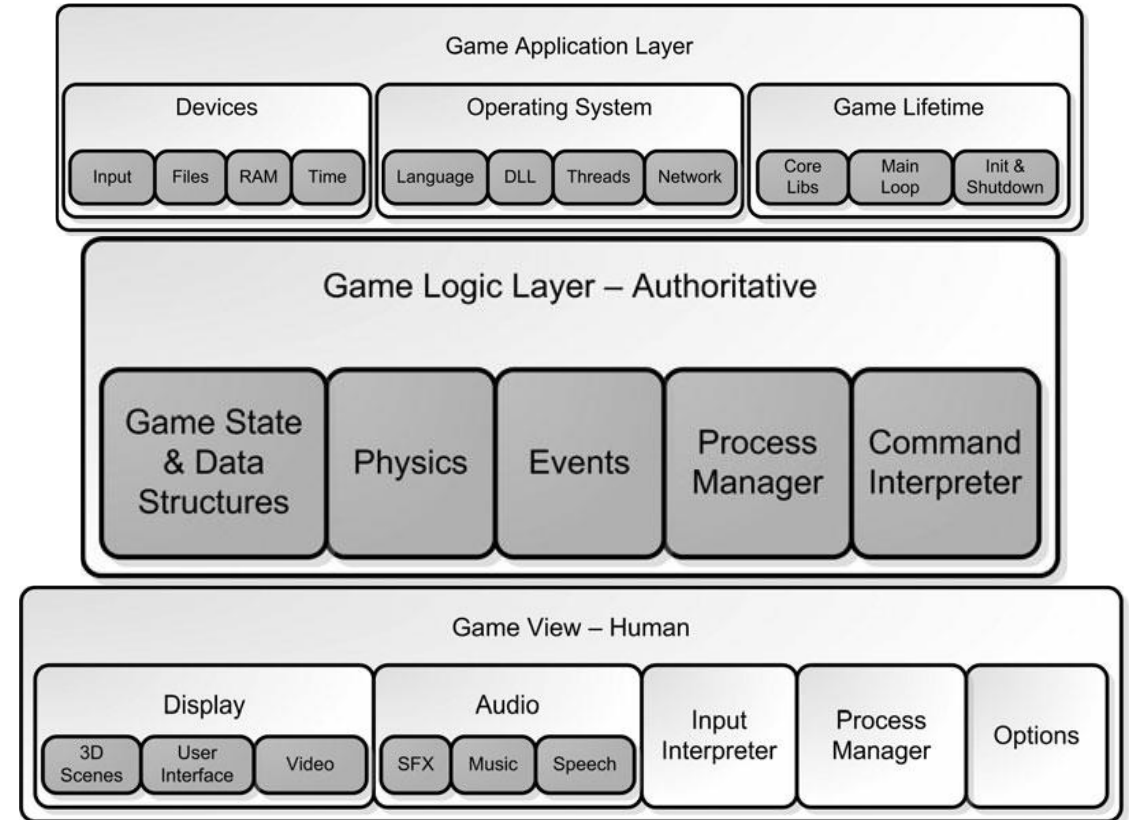 Game Application Layer
Devices
Operating System
Game Lifetime
Input
Files
RAM
Time
Language
DLL
Threads
Network
Core
Libs
Main
Loop
Init &
Shutdown
Game Logic Layer – Authoritative
Game State
& Data
Structures
Physics
Events
Process
Manager
Command
Interpreter
Game View – Human
Display
Audio
3D
Scenes
User
Interface
Video
SFX
Music
Speech
Input
Interpreter
Process
Manager
Options